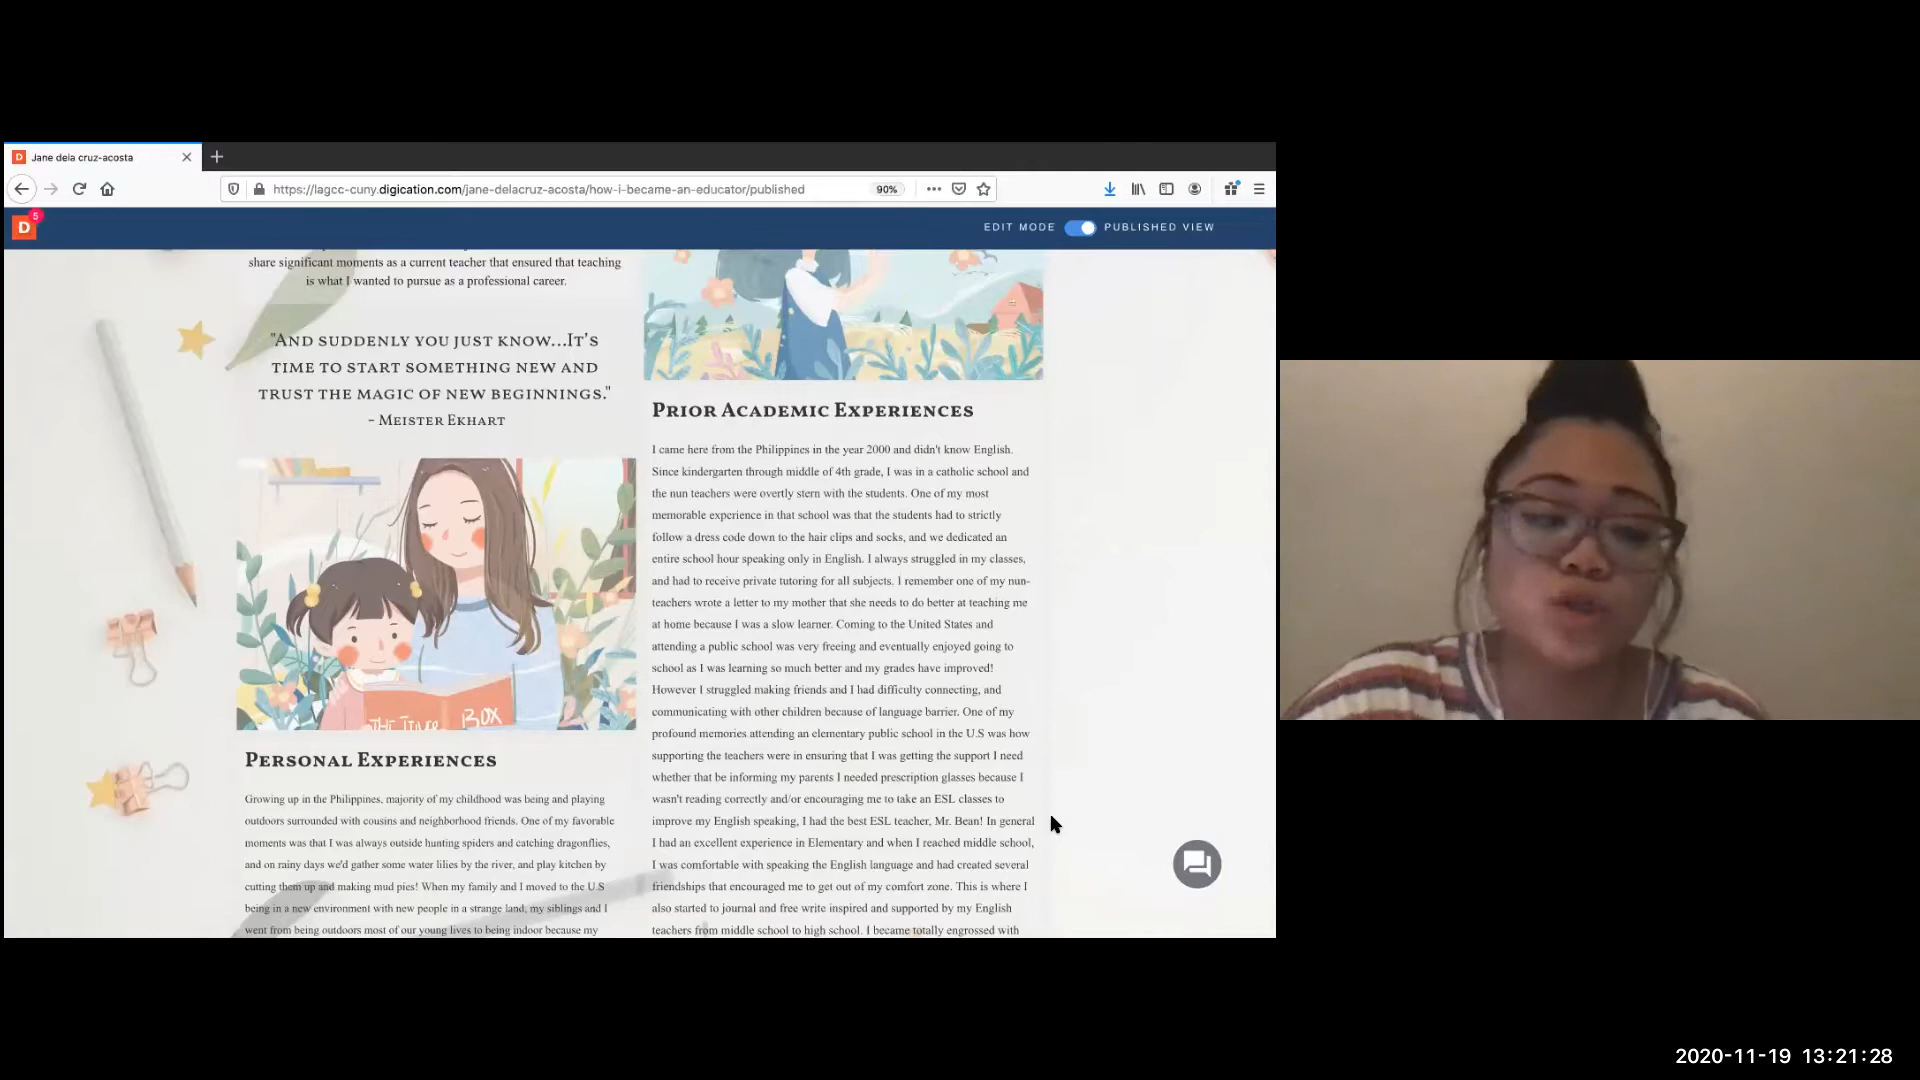 Jane dela cruz-acosta
https://lagcc-cuny.digication.com/jane-delacruz-acosta/how-i-became-an-educator/published
90%
D
5
EDIT MODE
PUBLISHED VIEW
share significant moments as a current teacher that ensured that teaching
is what I wanted to pursue as a professional career.
"And suddenly you just know...It's
time to start something new and
trust the magic of new beginnings."
- Meister Ekhart
THE
BOX
Personal Experiences
Growing up in the Philippines, majority of my childhood was being and playing
outdoors surrounded with cousins and neighborhood friends. One of my favorable
moments was that I was always outside hunting spiders and catching dragonflies,
and on rainy days we'd gather some water lilies by the river, and play kitchen by
cutting them up and making mud pies! When my family and I moved to the U.S
being in a new environment with new people in a strange land, my siblings and I
went from being outdoors most of our young lives to being indoor because my
Prior Academic Experiences
I came here from the Philippines in the year 2000 and didn't know English.
Since kindergarten through middle of 4th grade, I was in a catholic school and
the nun teachers were overtly stern with the students. One of my most
memorable experience in that school was that the students had to strictly
follow a dress code down to the hair clips and socks, and we dedicated an
entire school hour speaking only in English. I always struggled in my classes,
and had to receive private tutoring for all subjects. I remember one of my nun-
teachers wrote a letter to my mother that she needs to do better at teaching me
at home because I was a slow learner. Coming to the United States and
attending a public school was very freeing and eventually enjoyed going to
school as I was learning so much better and my grades have improved!
However I struggled making friends and I had difficulty connecting, and
communicating with other children because of language barrier. One of my
profound memories attending an elementary public school in the U.S was how
supporting the teachers were in ensuring that I was getting the support I need
whether that be informing my parents I needed prescription glasses because I
wasn't reading correctly and/or encouraging me to take an ESL classes to
improve my English speaking, I had the best ESL teacher, Mr. Bean! In general
I had an excellent experience in Elementary and when I reached middle school,
I was comfortable with speaking the English language and had created several
friendships that encouraged me to get out of my comfort zone. This is where I
also started to journal and free write inspired and supported by my English
teachers from middle school to high school. I became totally engrossed with
2020-11-19 13:21:28